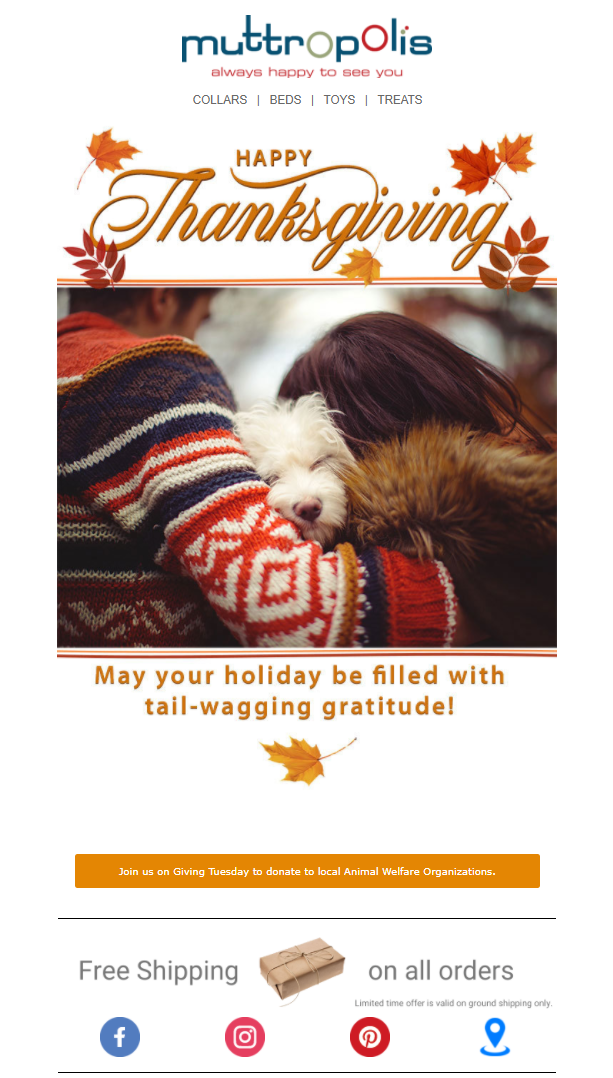 muttropolis
always happy to see you
COLLARS | BEDS | TOYS | TREATS
HAPPY
Thanksgiving
May your holiday be filled with
tail-wagging gratitude!
Join us on Giving Tuesday to donate to local Animal Welfare Organizations.
Free Shipping on all orders
Limited time offer is valid on ground shipping only.